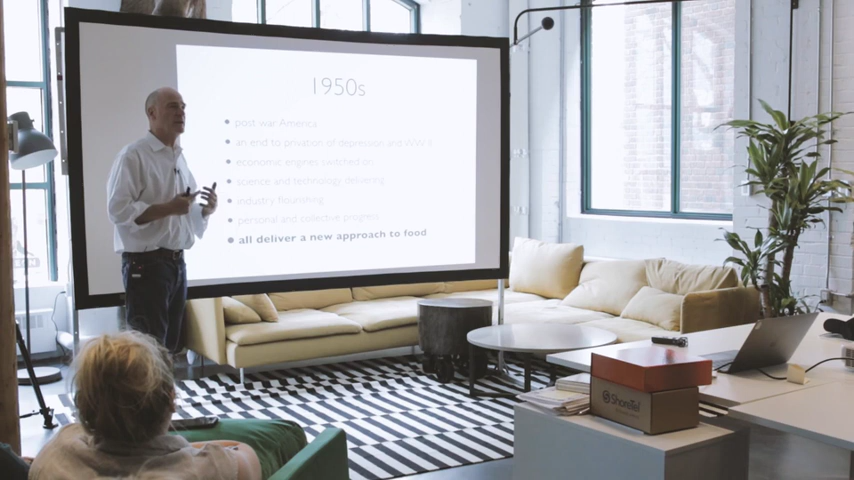 1950s
post war America
an end to privation of depression and WW II
economic engines switched on
science and technology delivering
industry flourishing
personal and collective progress
all deliver a new approach to food
ShoreTel